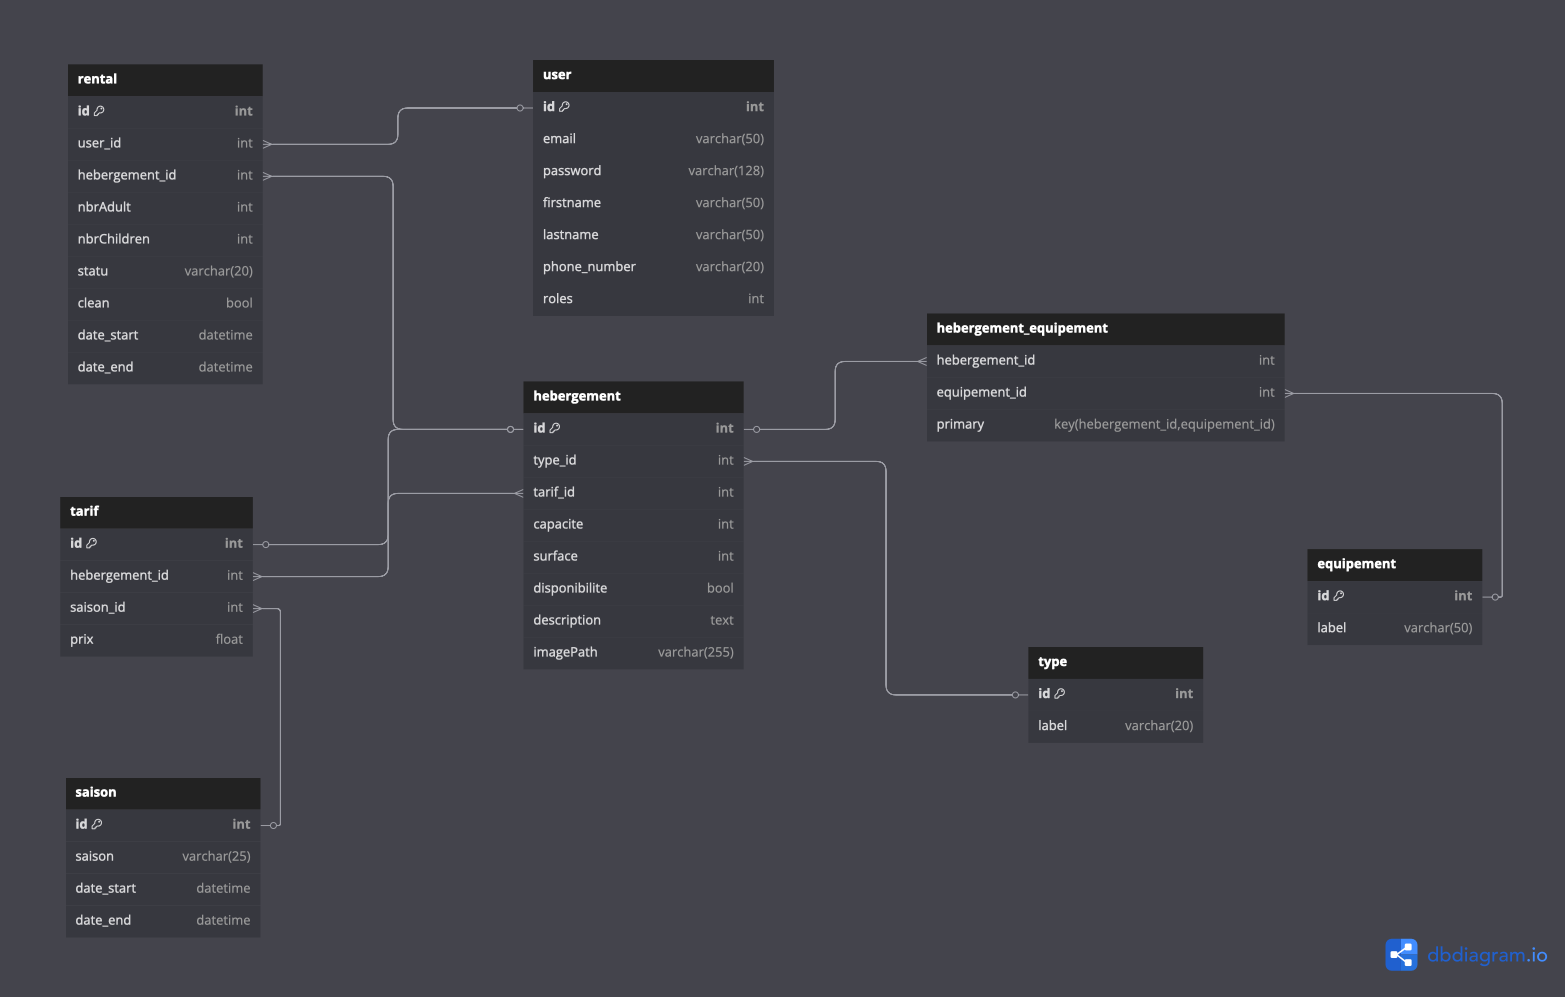 rental
id int
user_id int
hebergement_id int
nbrAdult int
nbrChildren int
statu varchar(20)
clean bool
date_start datetime
date_end datetime
user
id int
email varchar(50)
password varchar(128)
firstname varchar(50)
lastname varchar(50)
phone_number varchar(20)
roles int
hebergement_equipement
hebergement_id int
equipement_id int
primary key(hebergement_id,equipement_id)
hebergement
id int
type_id int
tarif_id int
capacite int
surface int
disponibilite bool
description text
imagePath varchar(255)
tarif
id int
hebergement_id int
saison_id int
prix float
equipement
id int
label varchar(50)
type
id int
label varchar(20)
saison
id int
saison varchar(25)
date_start datetime
date_end datetime
dbdiagram.io